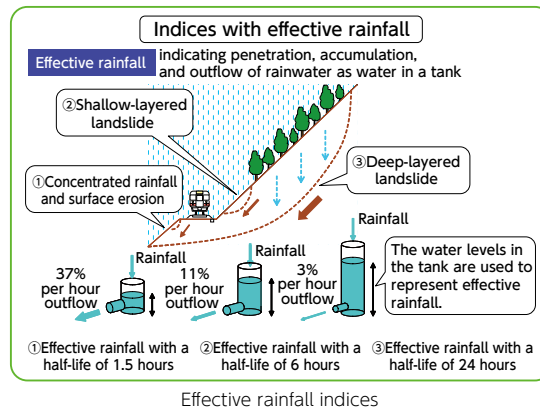 Indices with effective rainfall
Effective rainfall
indicating penetration, accumulation,
and outflow of rainwater as water in a tank
②Shallow-layered
landslide
①Concentrated rainfall
and surface erosion
③Deep-layered
landslide
Rainfall
37%
per hour
outflow
Rainfall
11%
per hour
outflow
Rainfall
3%
per hour
outflow
The water levels in
the tank are used to
represent effective
rainfall.
①Effective rainfall with a
half-life of 1.5 hours
②Effective rainfall with a
half-life of 6 hours
③Effective rainfall with a
half-life of 24 hours
Effective rainfall indices